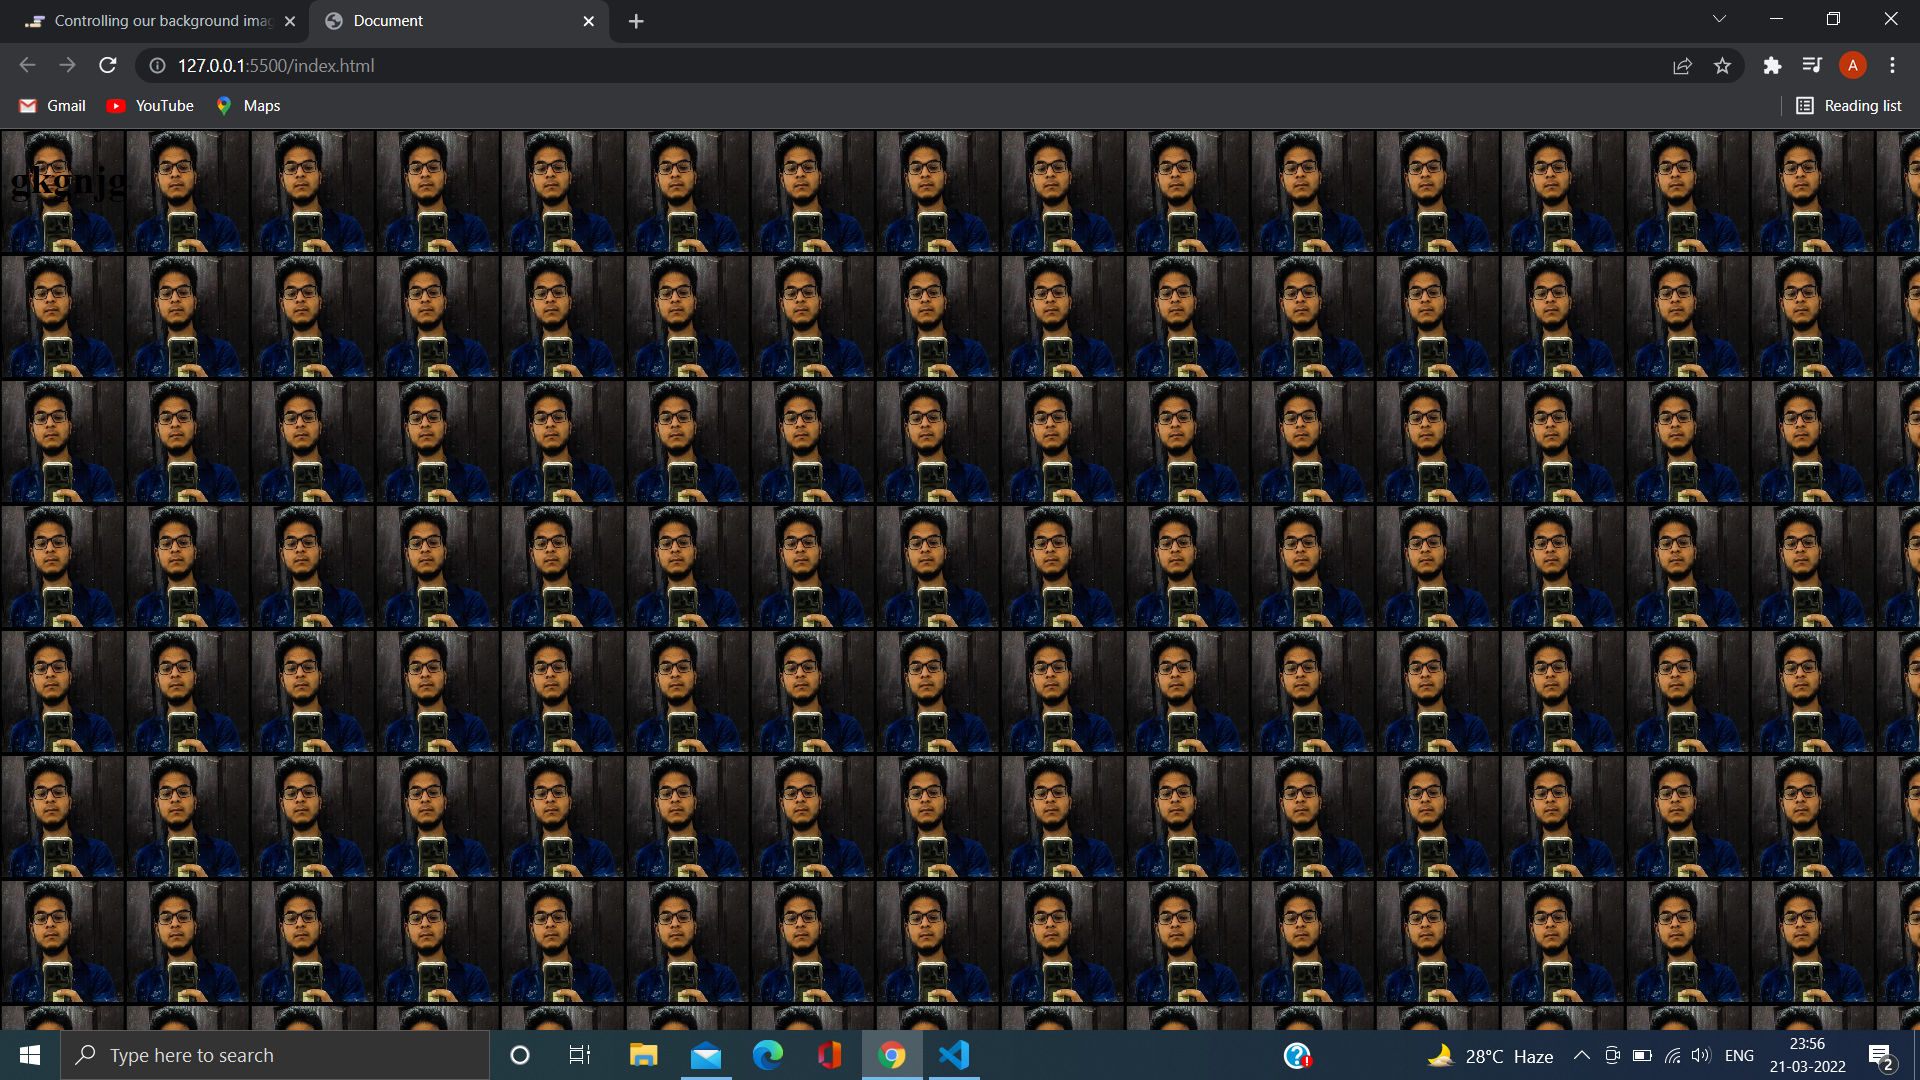 Controlling our background imag
Document
127.0.0.1:5500/index.html
A
Gmail
YouTube
Maps
Reading list
gkgnjg
Type here to search
28°C Haze
ENG
23:56
21-03-2022
2